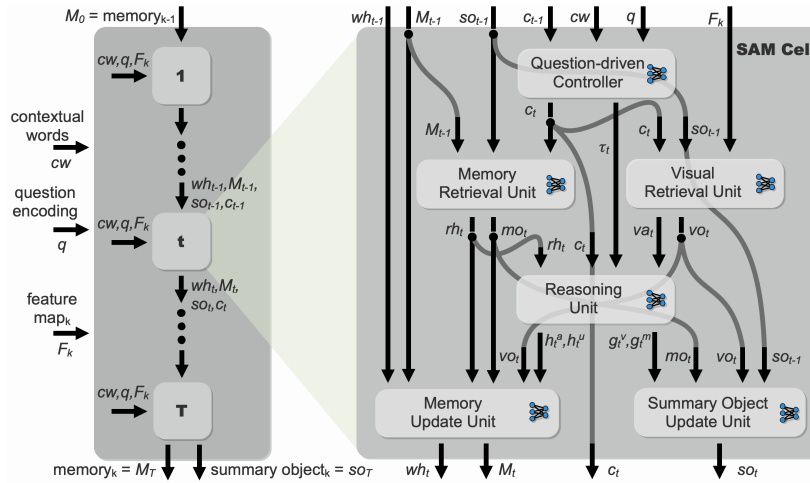 M₀ = memoryₖ₋₁
cw,q,Fₖ
1
contextual
words
cw
whₜ₋₁,Mₜ₋₁,
soₜ₋₁,cₜ₋₁
question
encoding
q
cw,q,Fₖ
t
whₜ,Mₜ,
soₜ,cₜ
feature
mapₖ
Fₖ
cw,q,Fₖ
T
memoryₖ = M_T
summary objectₖ = so_T
whₜ₋₁ Mₜ₋₁ soₜ₋₁ cₜ₋₁ cw q Fₖ
SAM Cel
Question-driven
Controller
cₜ
Mₜ₋₁ τₜ cₜ soₜ₋₁
Memory
Retrieval Unit
Visual
Retrieval Unit
rhₜ moₜ rhₜ cₜ vaₜ voₜ
Reasoning
Unit
voₜ hₜᵃ,hₜᵘ gₜᵛ,gₜᵐ moₜ voₜ soₜ₋₁
Memory
Update Unit
Summary Object
Update Unit
whₜ Mₜ cₜ soₜ